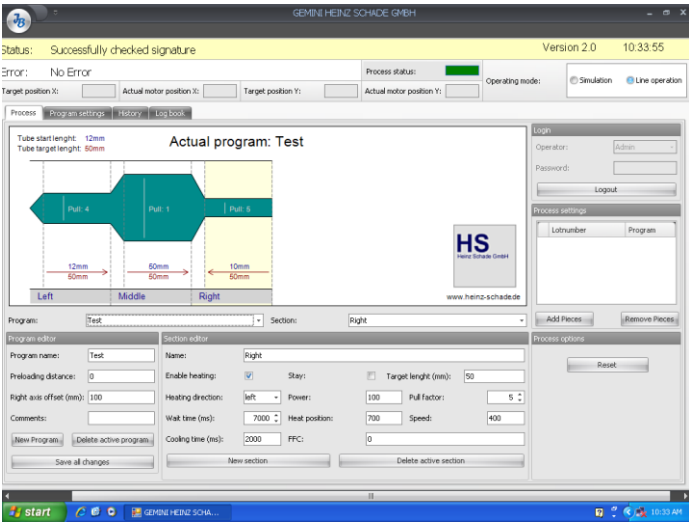 GEMINI HEINZ SCHADE GMBH
Status: Successfully checked signature Version 2.0 10:33:55
Error: No Error Process status: Operating mode: Simulation Line operation
Target position X: Actual motor position X: Target position Y: Actual motor position Y:
Process Program settings History Log book
Tube start lenght: 12mm
Tube target lenght: 50mm
Actual program: Test
Pull: 4 Pull: 1 Pull: 5
12mm 60mm 10mm
50mm 50mm 50mm
Left Middle Right
HS
Heinz Schade GmbH
www.heinz-schade.de
Login
Operator: Admin
Password:
Logout
Process settings
Lotnumber Program
Add Pieces Remove Pieces
Program: Test Section: Right
Program editor Section editor Process options
Program name: Test Name: Right
Reset
Preloading distance: 0 Enable heating: Stay: Target lenght (mm): 50
Right axis offset (mm): 100 Heating direction: left Power: 100 Pull factor: 5
Comments: Wait time (ms): 7000 Heat position: 700 Speed: 400
New Program Delete active program Cooling time (ms): 2000 FFC: 0
Save all changes New section Delete active section
start GEMINI HEINZ SCHA... 10:33 AM